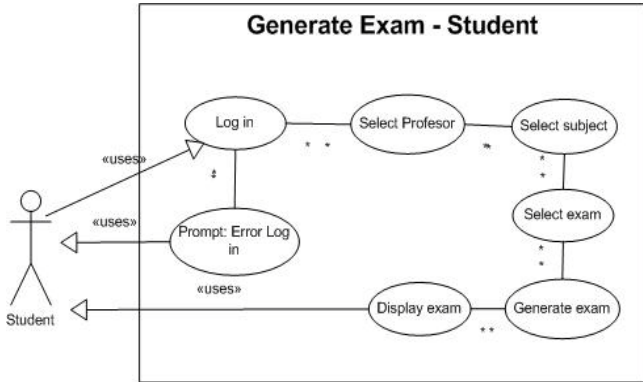 Generate Exam - Student
Log in
Select Profesor
Select subject
«uses»
* *
**
*
*
*
*
Select exam
«uses»
Prompt: Error Log
in
*
*
«uses»
Display exam
Generate exam
* *
Student